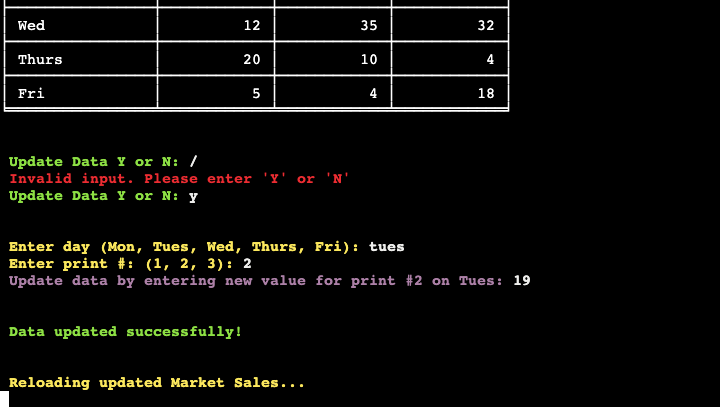 Wed 12 35 32
Thurs 20 10 4
Fri 5 4 18
Update Data Y or N: /
Invalid input. Please enter 'Y' or 'N'
Update Data Y or N: y
Enter day (Mon, Tues, Wed, Thurs, Fri): tues
Enter print #: (1, 2, 3): 2
Update data by entering new value for print #2 on Tues: 19
Data updated successfully!
Reloading updated Market Sales...